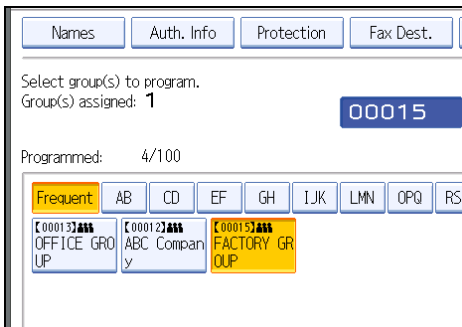 Names Auth. Info Protection Fax Dest.
Select group(s) to program.
Group(s) assigned: 1
00015
Programmed: 4/100
Frequent AB CD EF GH IJK LMN OPQ RS
【00013】 【00012】 【00015】
OFFICE GRO ABC Compan FACTORY GR
UP y OUP